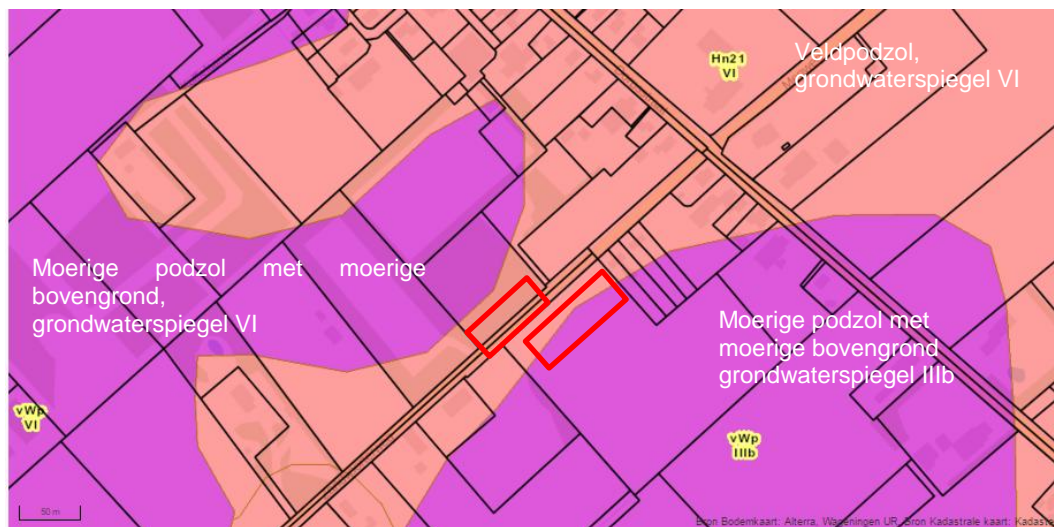 Hn21
VI
Veldpodzol,
grondwaterspiegel VI
Moerige podzol met moerige
bovengrond,
grondwaterspiegel VI
Moerige podzol met
moerige bovengrond
grondwaterspiegel IIIb
vWp
VI
vWp
IIIb
50 m
Bron Bodemkaart: Alterra, Wageningen UR, Bron Kadastrale kaart: Kadast